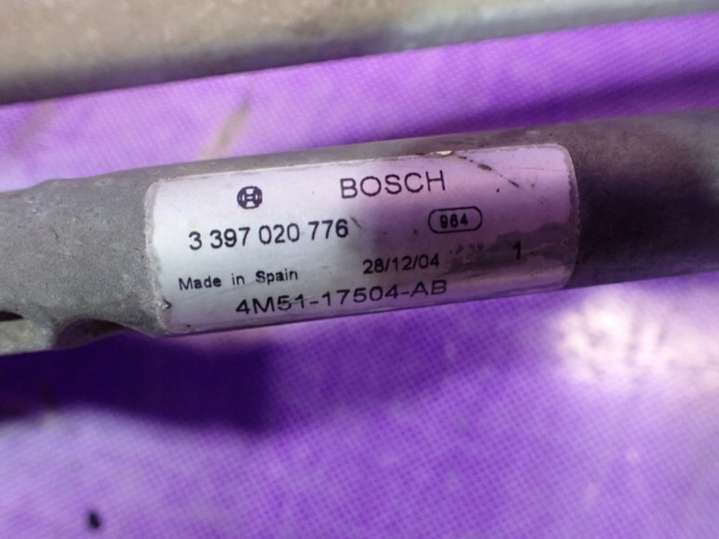 BOSCH
3 397 020 776 964
Made in Spain 28/12/04 1
4M51-17504-AB